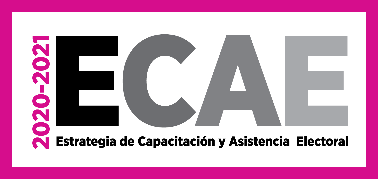 2020-2021
ECAE
Estrategia de Capacitación y Asistencia Electoral